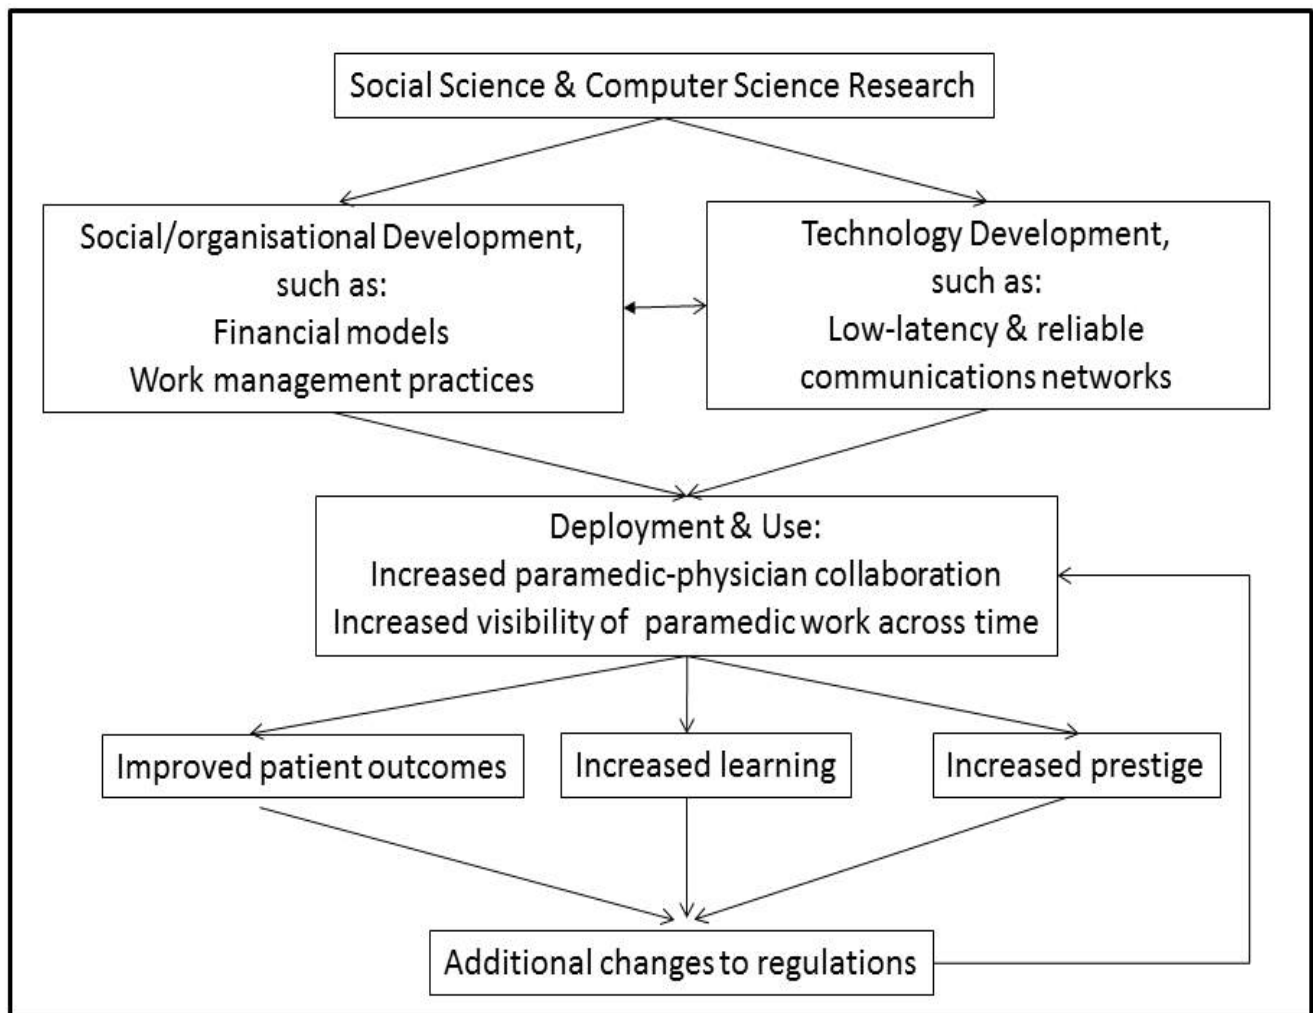 Social Science & Computer Science Research
Social/organisational Development,
such as:
Financial models
Work management practices
Technology Development,
such as:
Low-latency & reliable
communications networks
Deployment & Use:
Increased paramedic-physician collaboration
Increased visibility of paramedic work across time
Improved patient outcomes
Increased learning
Increased prestige
Additional changes to regulations